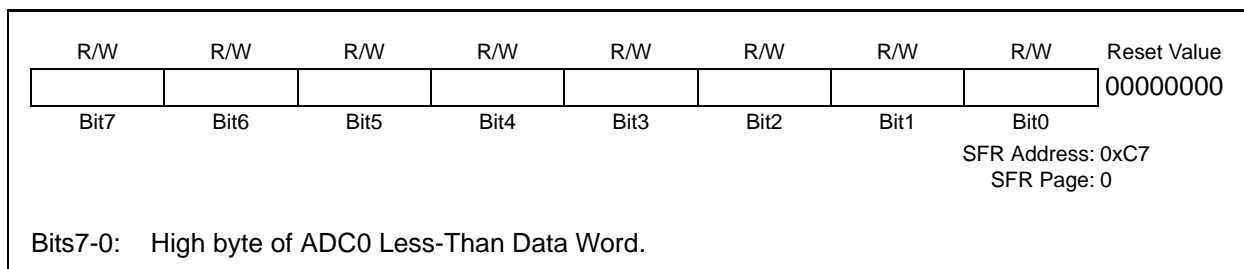 R/W R/W R/W R/W R/W R/W R/W R/W Reset Value
00000000
Bit7 Bit6 Bit5 Bit4 Bit3 Bit2 Bit1 Bit0
SFR Address: 0xC7
SFR Page: 0
Bits7-0: High byte of ADC0 Less-Than Data Word.